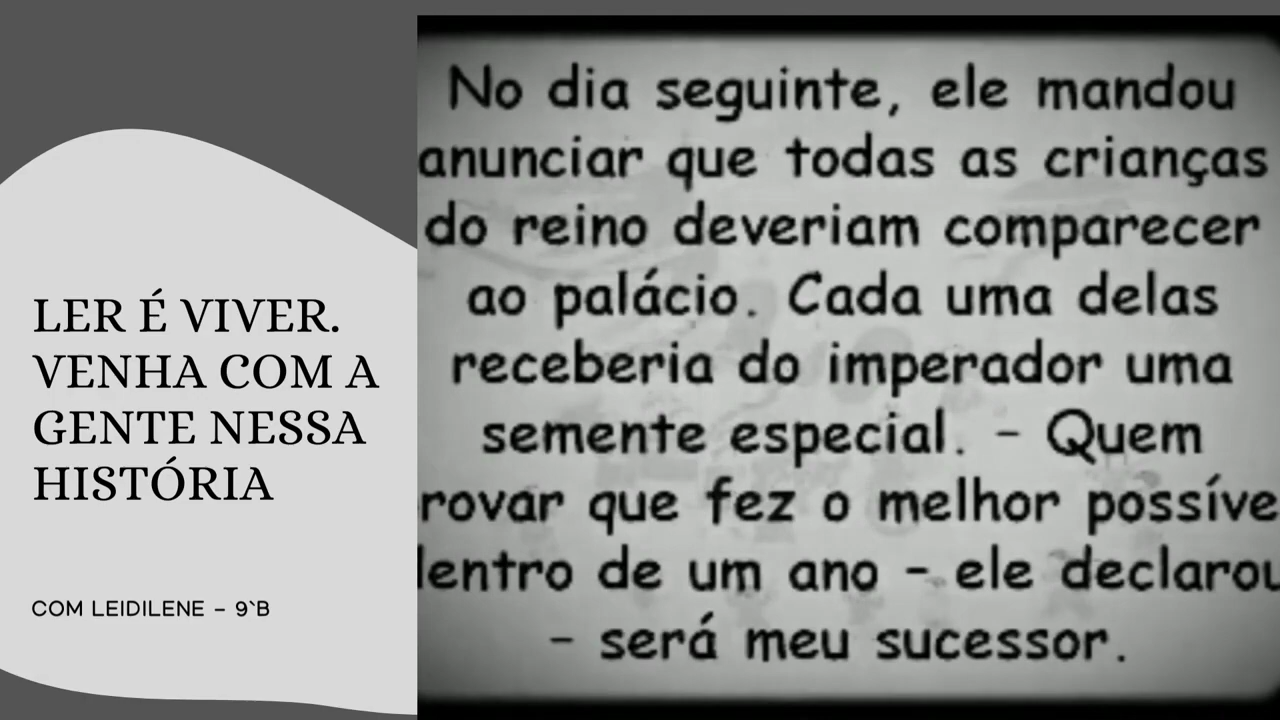 LER É VIVER.
VENHA COM A
GENTE NESSA
HISTÓRIA
COM LEIDILENE - 9`B
No dia seguinte, ele mandou
anunciar que todas as crianças
do reino deveriam comparecer
ao palácio. Cada uma delas
receberia do imperador uma
semente especial. - Quem
rovar que fez o melhor possíve
dentro de um ano - ele declarou
- será meu sucessor.